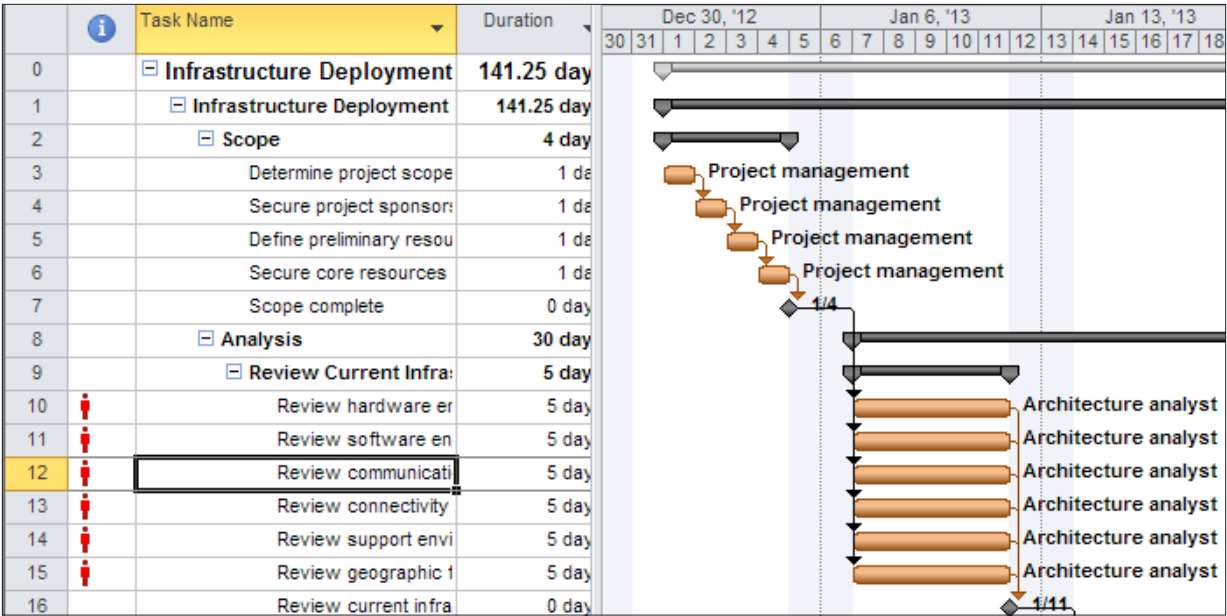 Task Name Duration Dec 30, '12 Jan 6, '13 Jan 13, '13
30 31 1 2 3 4 5 6 7 8 9 10 11 12 13 14 15 16 17 18
0 Infrastructure Deployment 141.25 day
1 Infrastructure Deployment 141.25 day
2 Scope 4 day
3 Determine project scope 1 da Project management
4 Secure project sponsors 1 da Project management
5 Define preliminary resou 1 da Project management
6 Secure core resources 1 da Project management
7 Scope complete 0 day 1/4
8 Analysis 30 day
9 Review Current Infra 5 day
10 Review hardware er 5 day Architecture analyst
11 Review software en 5 day Architecture analyst
12 Review communicati 5 day Architecture analyst
13 Review connectivity 5 day Architecture analyst
14 Review support envi 5 day Architecture analyst
15 Review geographic 5 day Architecture analyst
16 Review current infra 0 day 1/11